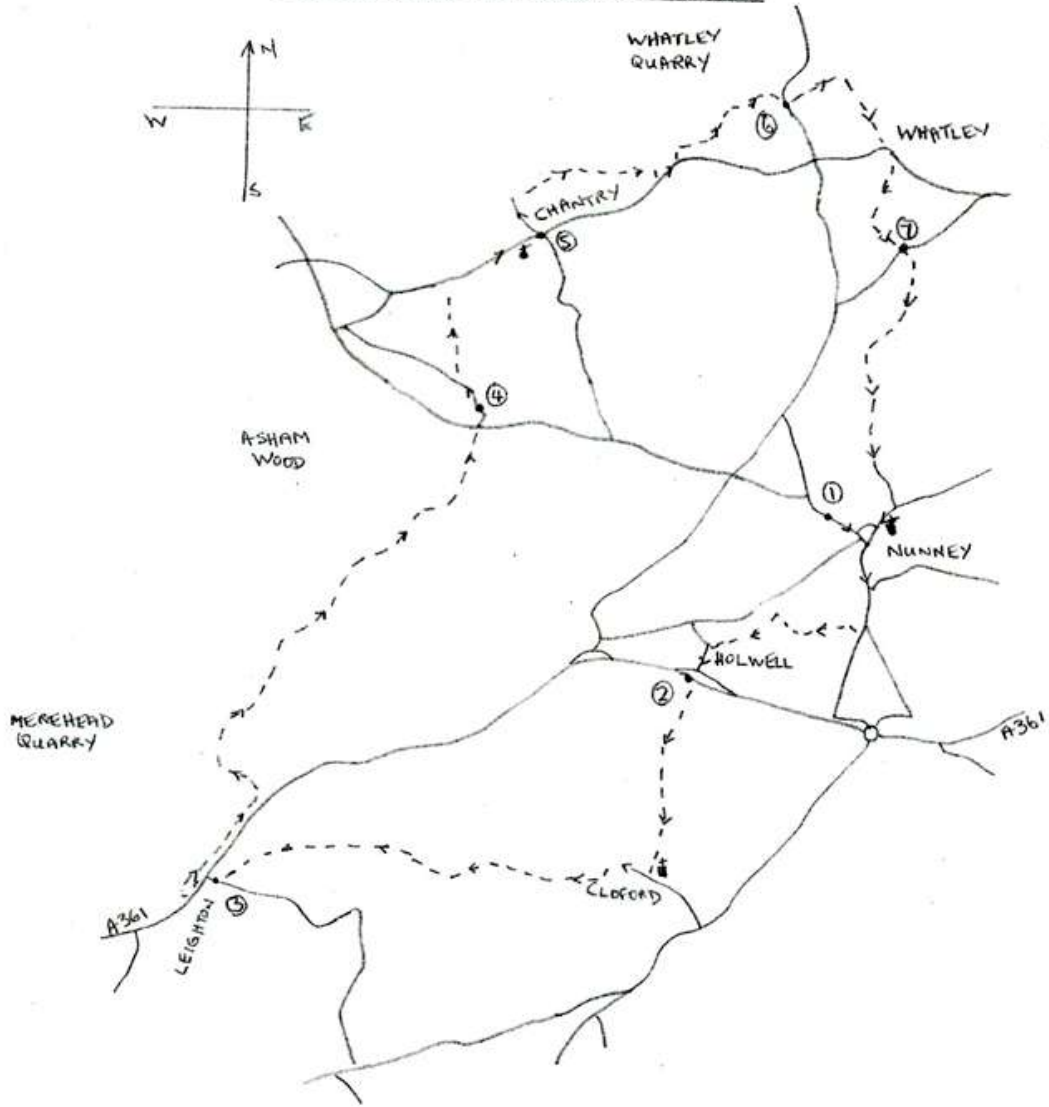 WHATLEY
QUARRY
N
W
E
S
⑥
WHATLEY
CHANTRY
⑤
⑦
④
ASHAM
WOOD
①
NUNNEY
HOLWELL
②
MEREHEAD
QUARRY
A361
CLOFORD
③
A361
LEIGHTON